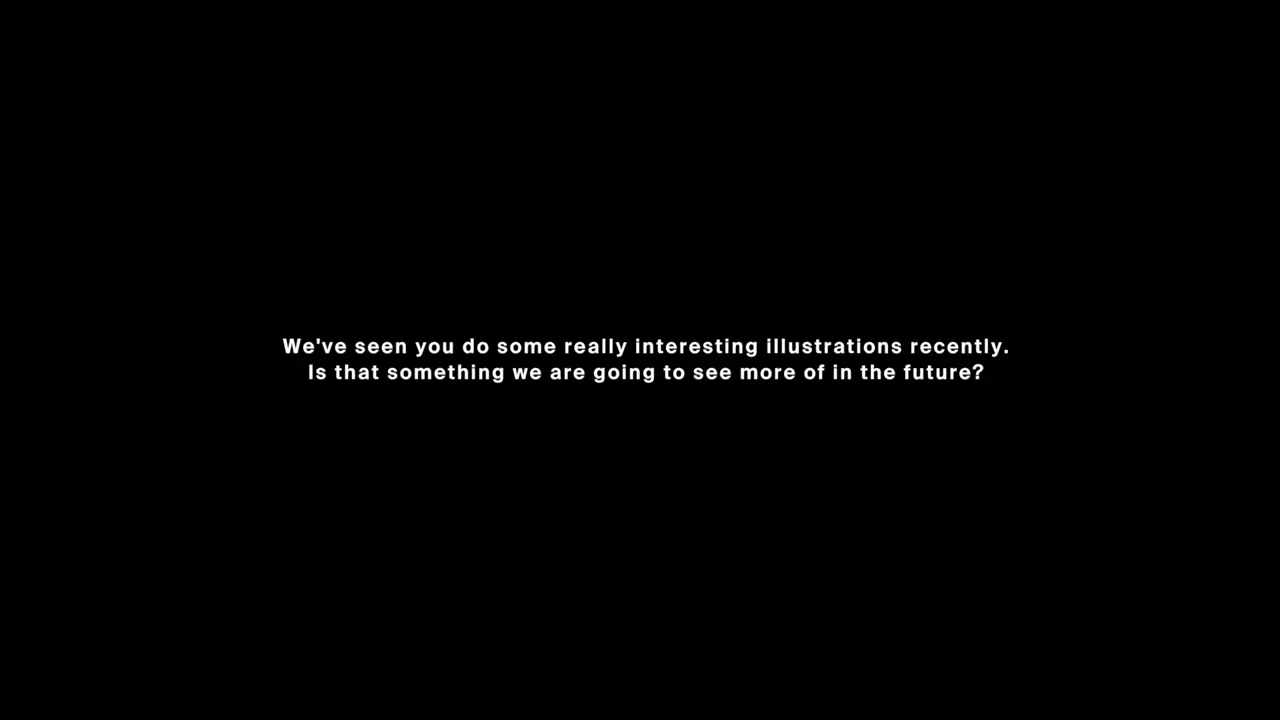 We've seen you do some really interesting illustrations recently.
Is that something we are going to see more of in the future?